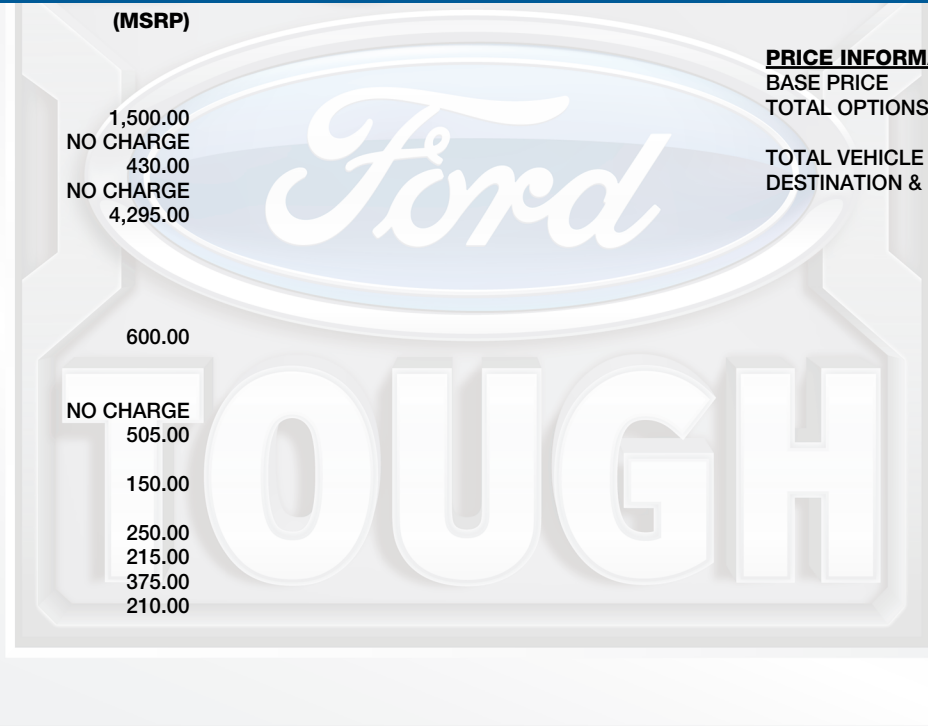 (MSRP)
1,500.00
NO CHARGE
430.00
NO CHARGE
4,295.00
600.00
NO CHARGE
505.00
150.00
250.00
215.00
375.00
210.00
PRICE INFORMA
BASE PRICE
TOTAL OPTIONS
TOTAL VEHICLE
DESTINATION &
Ford
TOUGH